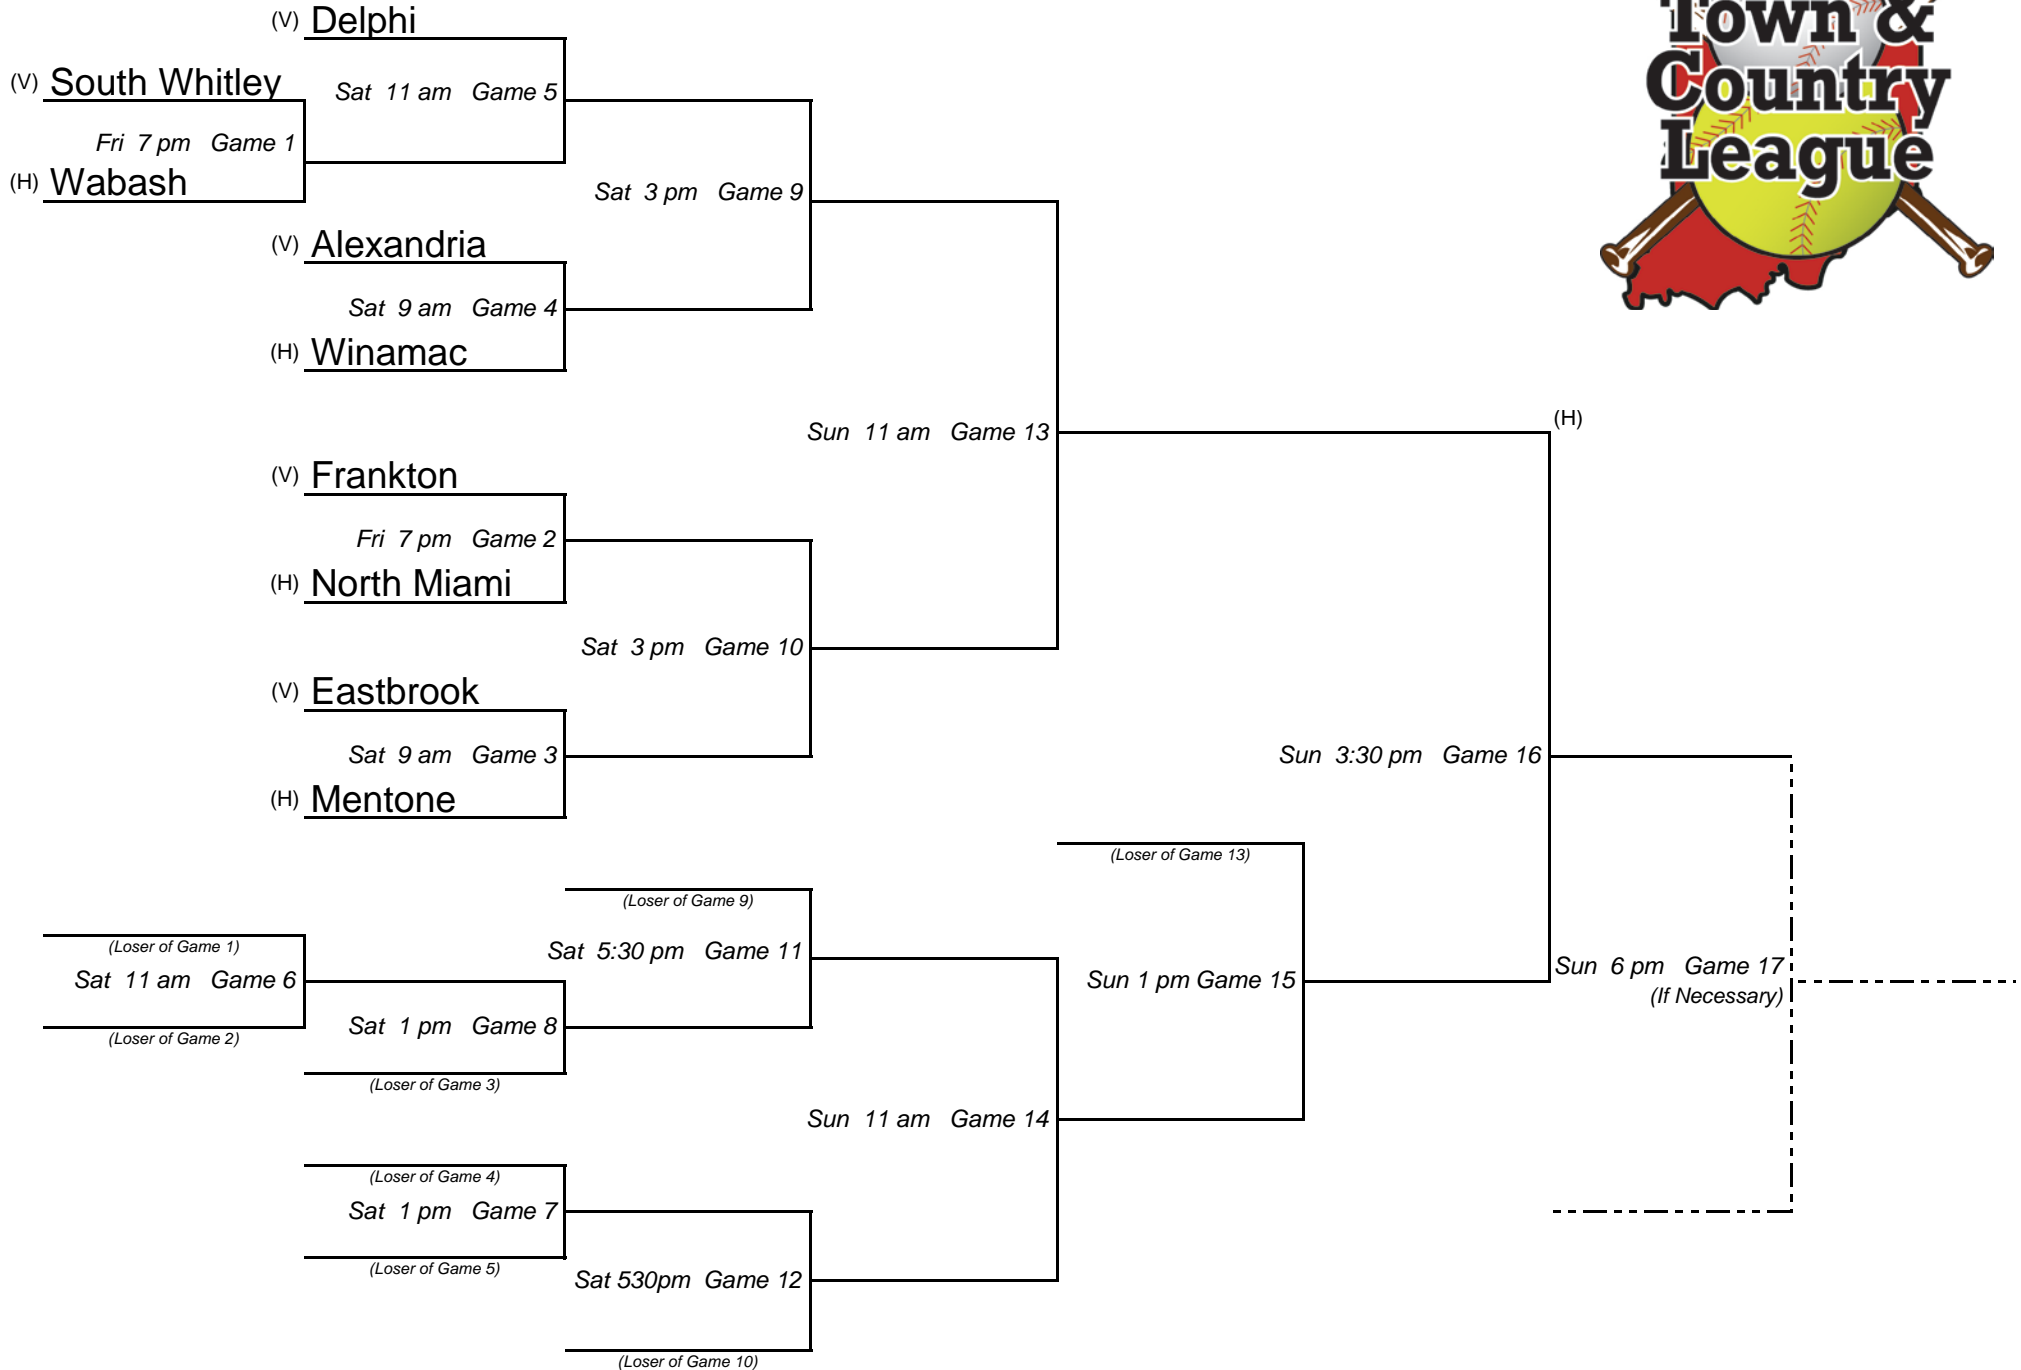 (V) Delphi
Town &
Country
League
(V) South Whitley
Sat 11 am Game 5
Fri 7 pm Game 1
(H) Wabash
Sat 3 pm Game 9
(V) Alexandria
Sat 9 am Game 4
(H) Winamac
(H)
Sun 11 am Game 13
(V) Frankton
Fri 7 pm Game 2
(H) North Miami
Sat 3 pm Game 10
(V) Eastbrook
Sat 9 am Game 3
Sun 3:30 pm Game 16
(H) Mentone
(Loser of Game 13)
(Loser of Game 9)
(Loser of Game 1)
Sat 5:30 pm Game 11
Sat 11 am Game 6
Sun 1 pm Game 15
Sun 6 pm Game 17
(If Necessary)
Sat 1 pm Game 8
(Loser of Game 2)
(Loser of Game 3)
Sun 11 am Game 14
(Loser of Game 4)
Sat 1 pm Game 7
(Loser of Game 5)
Sat 530pm Game 12
(Loser of Game 10)